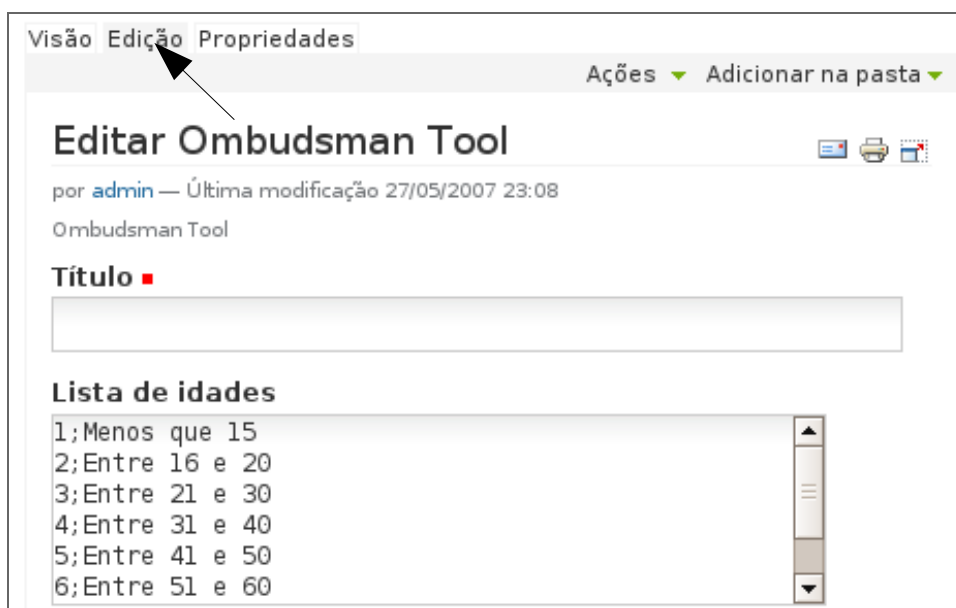 Visão Edição Propriedades
Ações Adicionar na pasta
Editar Ombudsman Tool
por admin — Última modificação 27/05/2007 23:08
Ombudsman Tool
Título
Lista de idades
1;Menos que 15
2;Entre 16 e 20
3;Entre 21 e 30
4;Entre 31 e 40
5;Entre 41 e 50
6;Entre 51 e 60